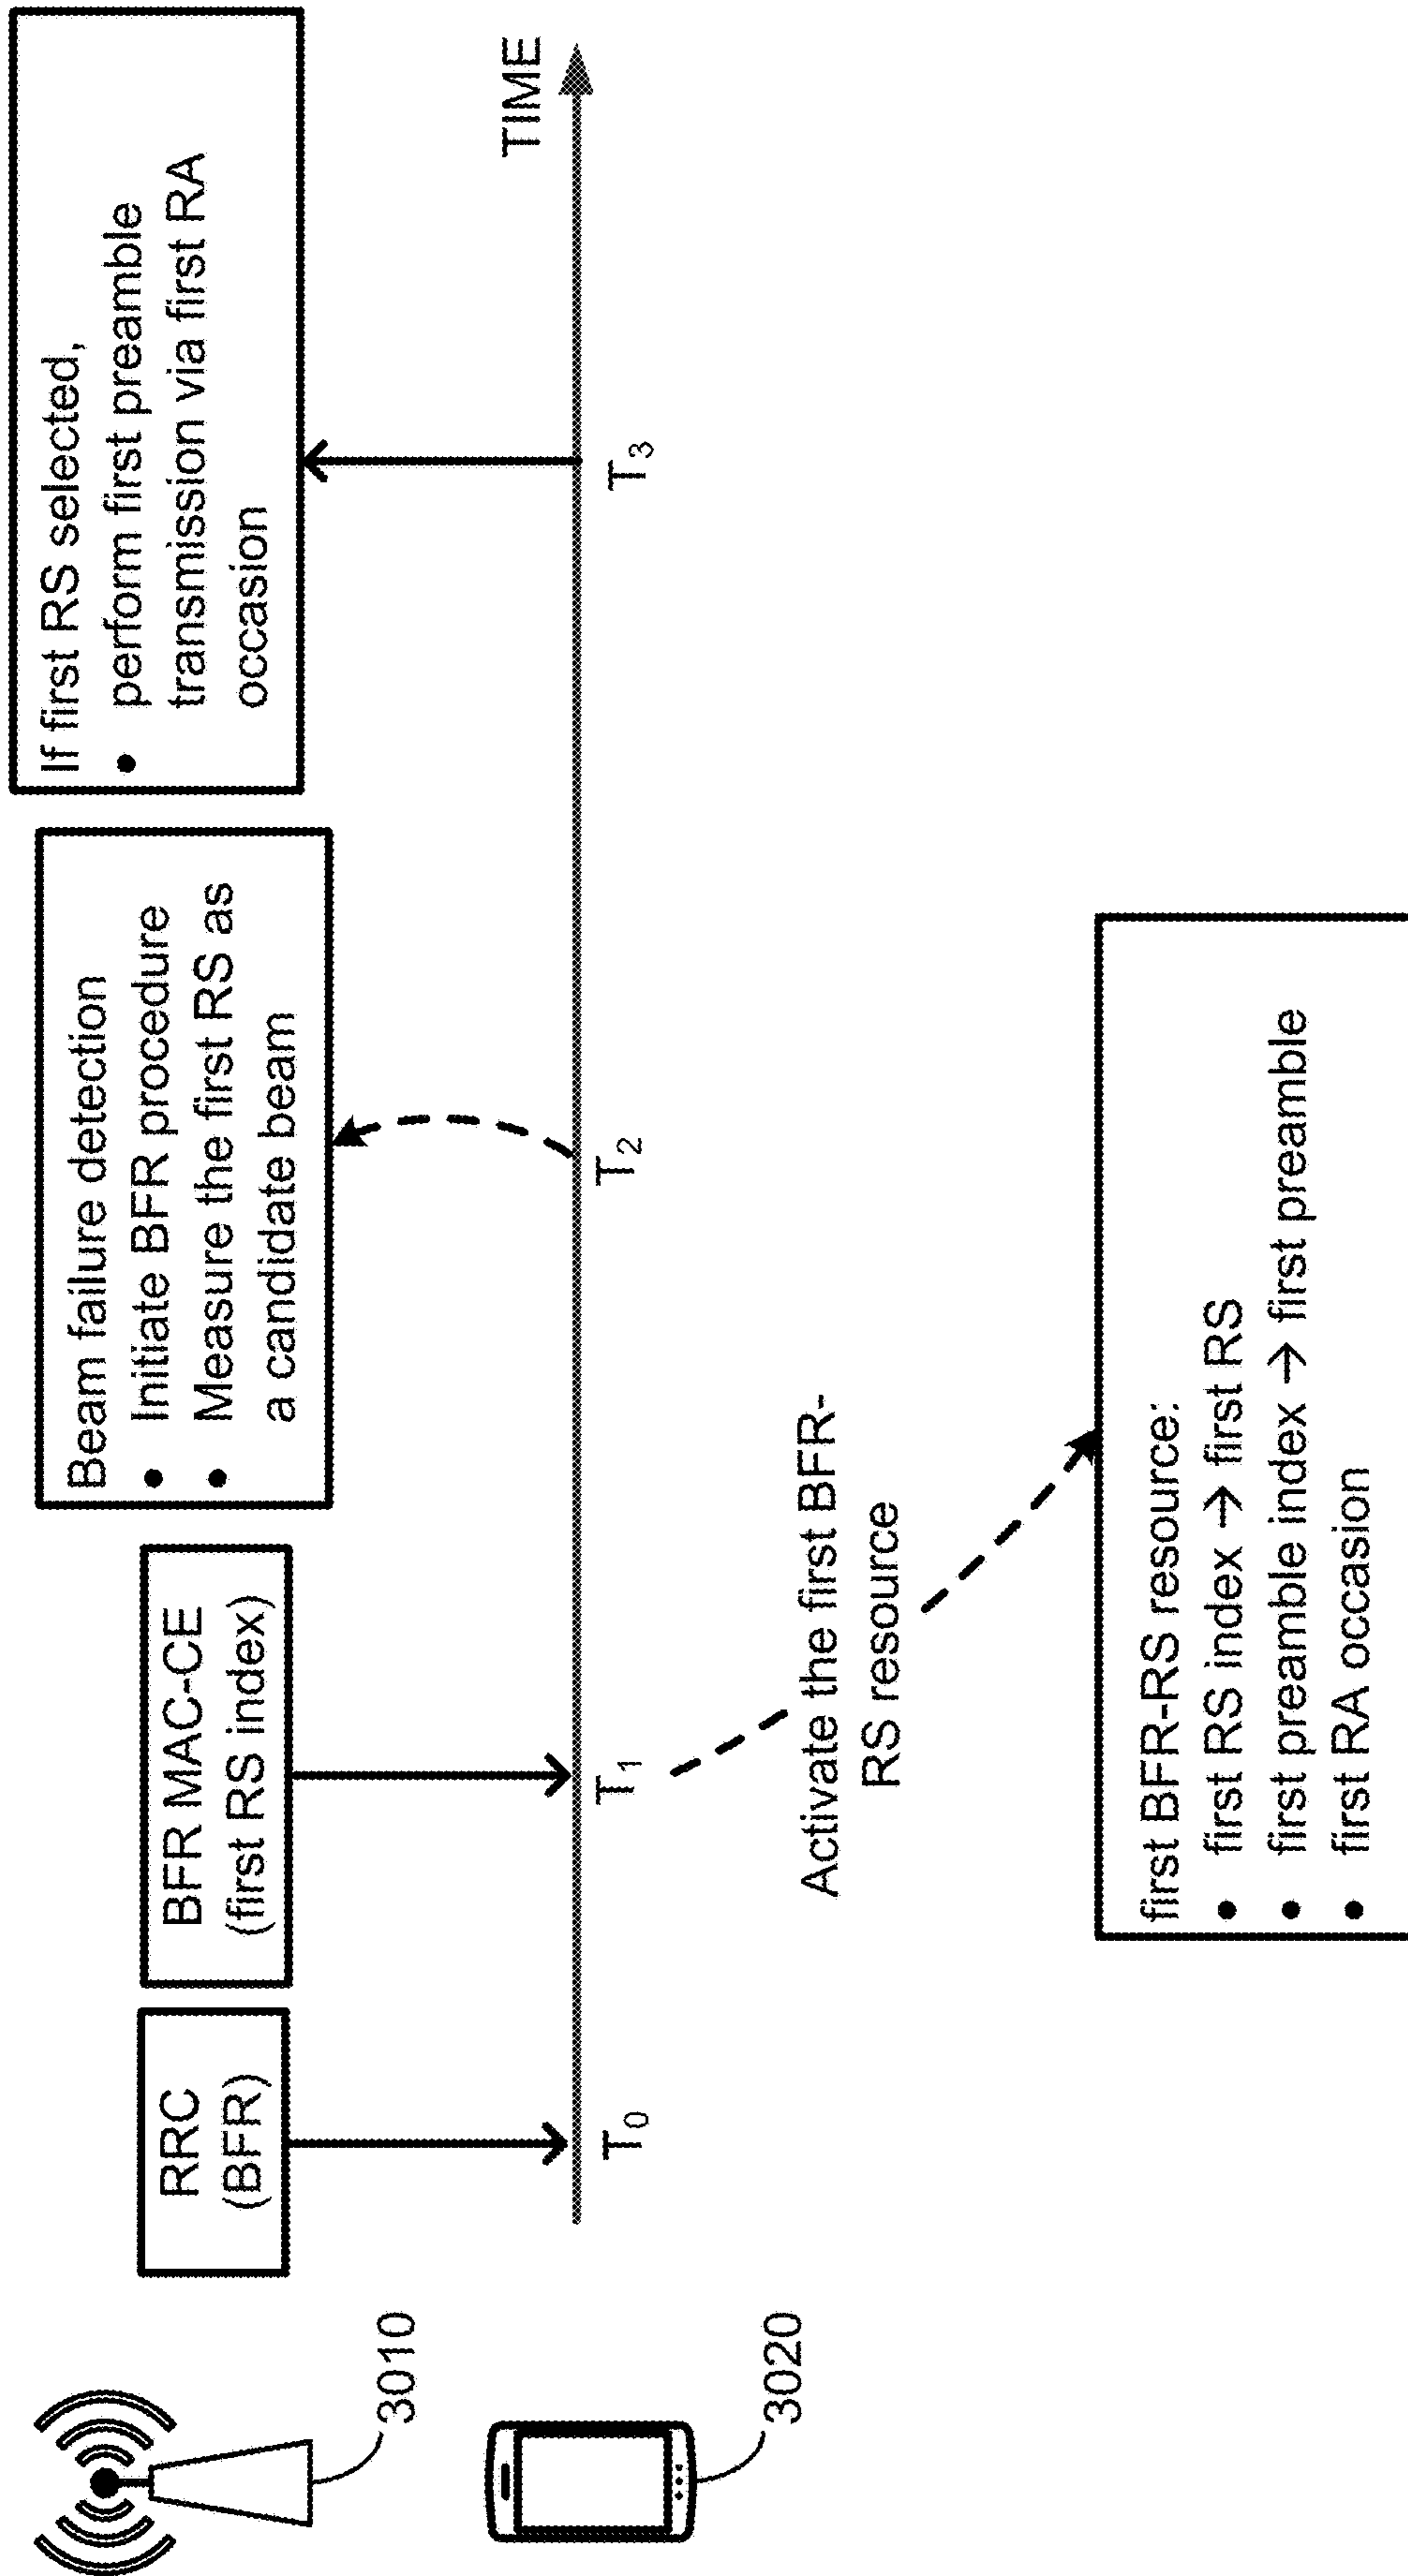 3010
3020
RRC
(BFR)
BFR MAC-CE
(first RS index)
Beam failure detection
• Initiate BFR procedure
• Measure the first RS as
a candidate beam
If first RS selected,
• perform first preamble
transmission via first RA
occasion
TIME
T0
T1
T2
T3
Activate the first BFR-
RS resource
first BFR-RS resource:
• first RS index → first RS
• first preamble index → first preamble
• first RA occasion